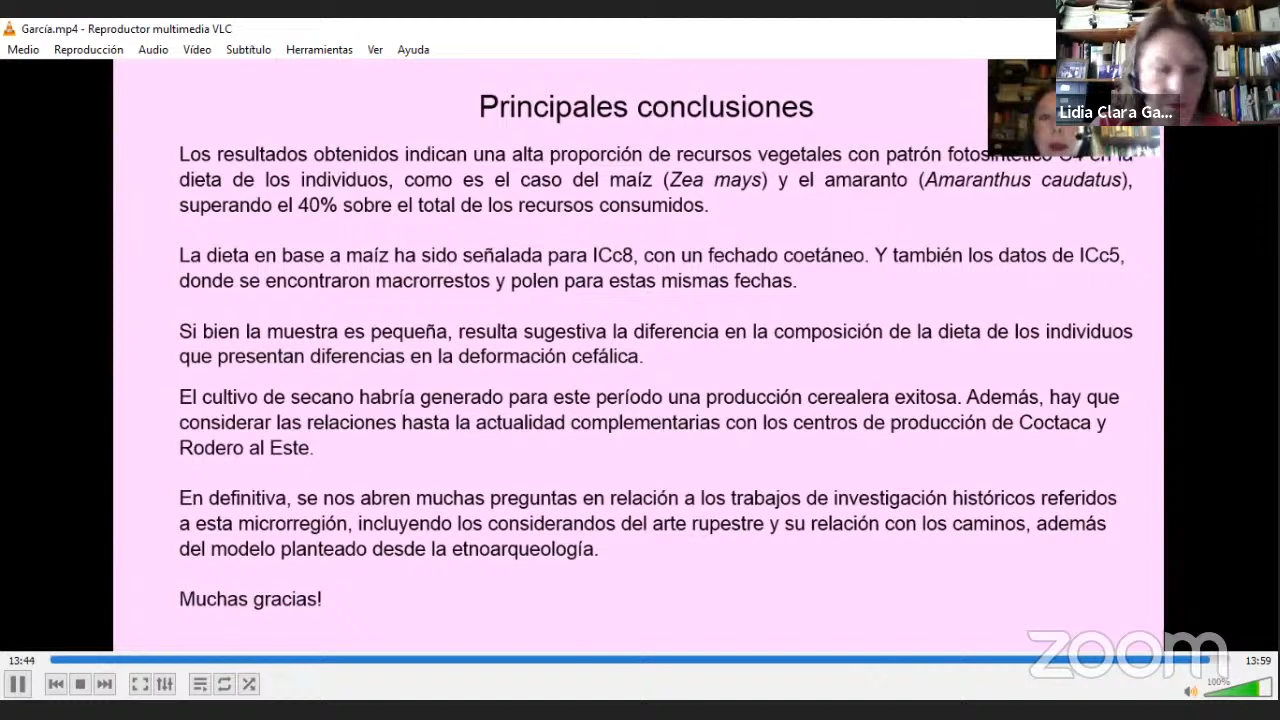 García.mp4 - Reproductor multimedia VLC
Medio Reproducción Audio Vídeo Subtítulo Herramientas Ver Ayuda
Lidia Clara Ga...
Principales conclusiones
Los resultados obtenidos indican una alta proporción de recursos vegetales con patrón en la
dieta de los individuos, como es el caso del maíz (Zea mays) y el amaranto (Amaranthus caudatus),
superando el 40% sobre el total de los recursos consumidos.
La dieta en base a maíz ha sido señalada para ICc8, con un fechado coetáneo. Y también los datos de ICc5,
donde se encontraron macrorrestos y polen para estas mismas fechas.
Si bien la muestra es pequeña, resulta sugestiva la diferencia en la composición de la dieta de los individuos
que presentan diferencias en la deformación cefálica.
El cultivo de secano habría generado para este período una producción cerealera exitosa. Además, hay que
considerar las relaciones hasta la actualidad complementarias con los centros de producción de Coctaca y
Rodero al Este.
En definitiva, se nos abren muchas preguntas en relación a los trabajos de investigación históricos referidos
a esta microrregión, incluyendo los considerandos del arte rupestre y su relación con los caminos, además
del modelo planteado desde la etnoarqueología.
Muchas gracias!
zoom
13:44
13:59
100%